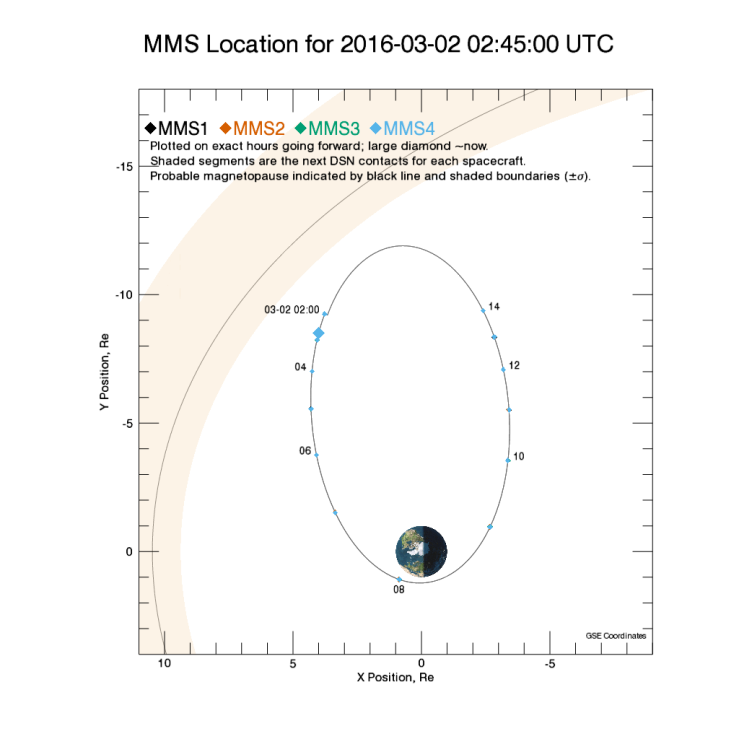 MMS Location for 2016-03-02 02:45:00 UTC
MMS1 MMS2 MMS3 MMS4
Plotted on exact hours going forward; large diamond ~now.
Shaded segments are the next DSN contacts for each spacecraft.
Probable magnetopause indicated by black line and shaded boundaries (±σ).
-15
-10
03-02 02:00
14
04
12
Y Position, Re
-5
06
10
0
08
GSE Coordinates
10 5 0 -5
X Position, Re